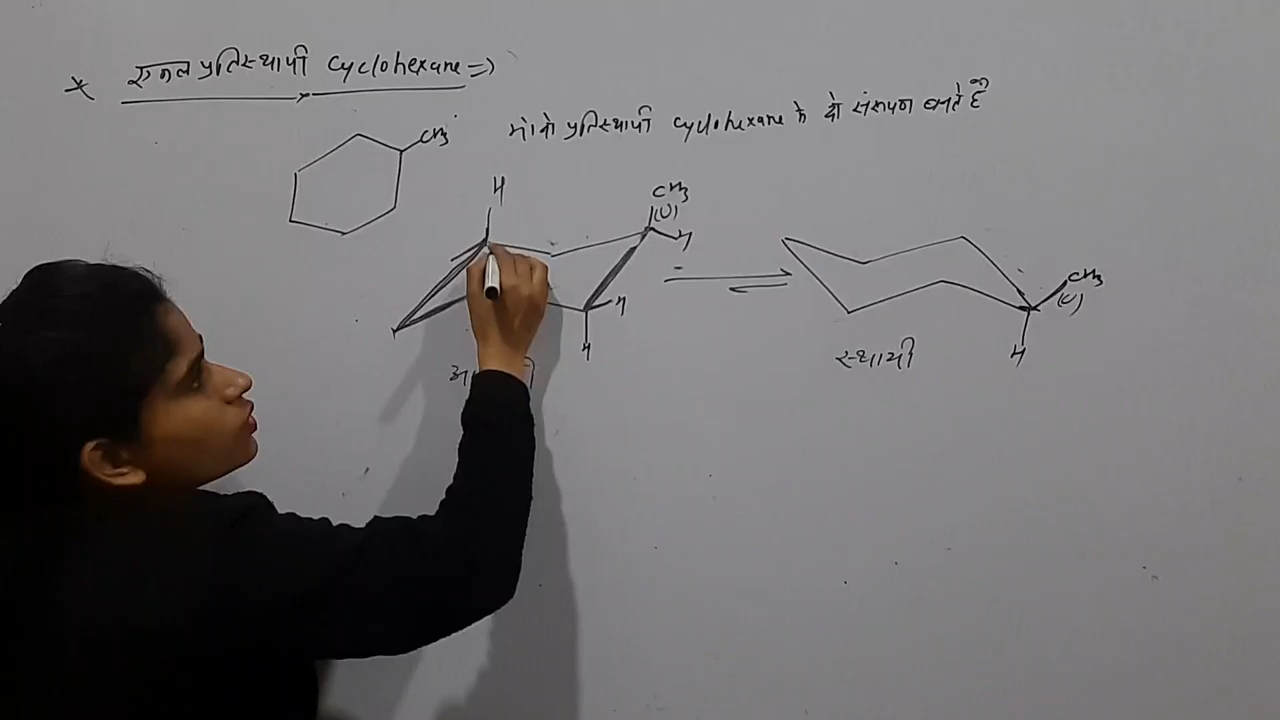 * एकल प्रतिस्थापी cyclohexane =>
मोनो प्रतिस्थापी cyclohexane के दो संरूपण बनते है
CH3
H
CH3
(U)
H
H
H
CH3
(U)
H
स्थायी